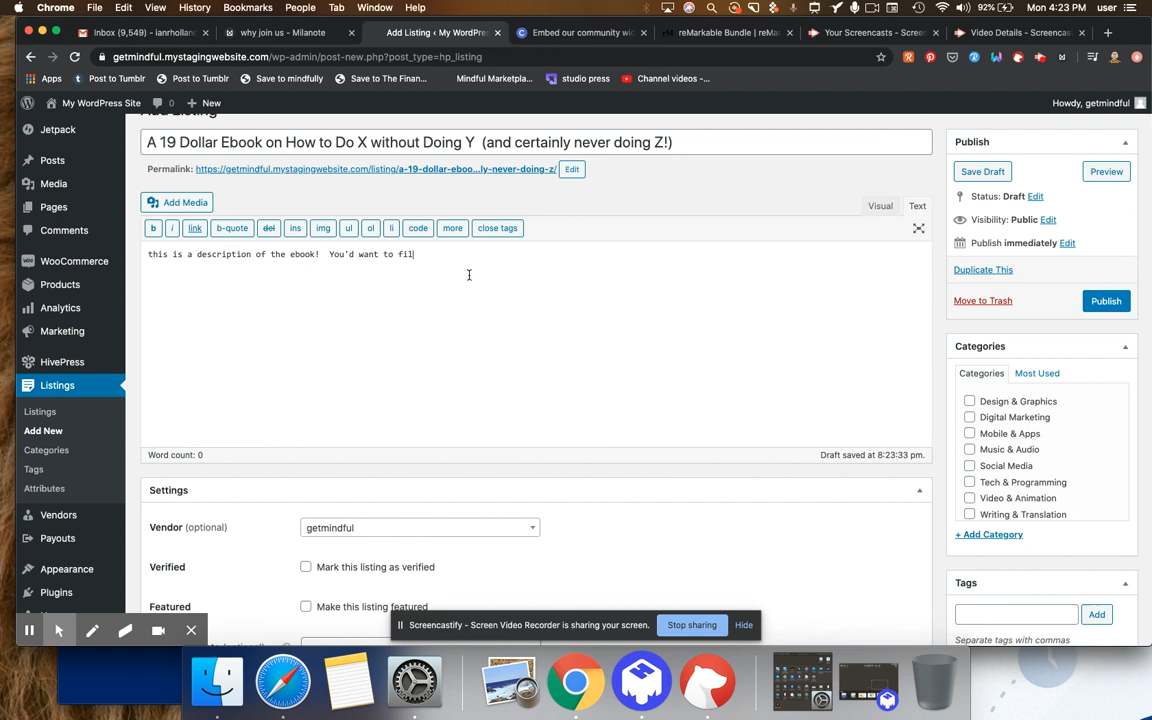 Chrome File Edit View History Bookmarks People Tab Window Help
92% Mon 4:23 PM user
Inbox (9,549) - ianrholland
why join us - Milanote
Add Listing ‹ My WordPress
Embed our community wi
reMarkable Bundle | reMar
Your Screencasts - Screen
Video Details - Screencast
getmindful.mystagingwebsite.com/wp-admin/post-new.php?post_type=hp_listing
Apps Post to Tumblr Post to Tumblr Save to mindfully Save to The Finan... Mindful Marketpla... studio press Channel videos -...
My WordPress Site 0 New Howdy, getmindful
Jetpack
Posts
Media
Pages
Comments
WooCommerce
Products
Analytics
Marketing
HivePress
Listings
Listings
Add New
Categories
Tags
Attributes
Vendors
Payouts
Appearance
Plugins
Add Listing
A 19 Dollar Ebook on How to Do X without Doing Y (and certainly never doing Z!)
Permalink: https://getmindful.mystagingwebsite.com/listing/a-19-dollar-eboo...ly-never-doing-z/ Edit
Add Media
Visual Text
b i link b-quote del ins img ul ol li code more close tags
this is a description of the ebook! You'd want to fil
Word count: 0 Draft saved at 8:23:33 pm.
Settings
Vendor (optional) getmindful
Verified Mark this listing as verified
Featured Make this listing featured
Publish
Save Draft Preview
Status: Draft Edit
Visibility: Public Edit
Publish immediately Edit
Duplicate This
Move to Trash Publish
Categories
Categories Most Used
Design & Graphics
Digital Marketing
Mobile & Apps
Music & Audio
Social Media
Tech & Programming
Video & Animation
Writing & Translation
+ Add Category
Tags
Add
Separate tags with commas
Screencastify - Screen Video Recorder is sharing your screen. Stop sharing Hide